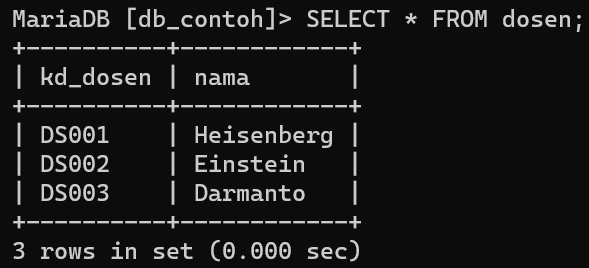 MariaDB [db_contoh]> SELECT * FROM dosen;
+----------+------------+
| kd_dosen | nama       |
+----------+------------+
| DS001    | Heisenberg |
| DS002    | Einstein   |
| DS003    | Darmanto   |
+----------+------------+
3 rows in set (0.000 sec)